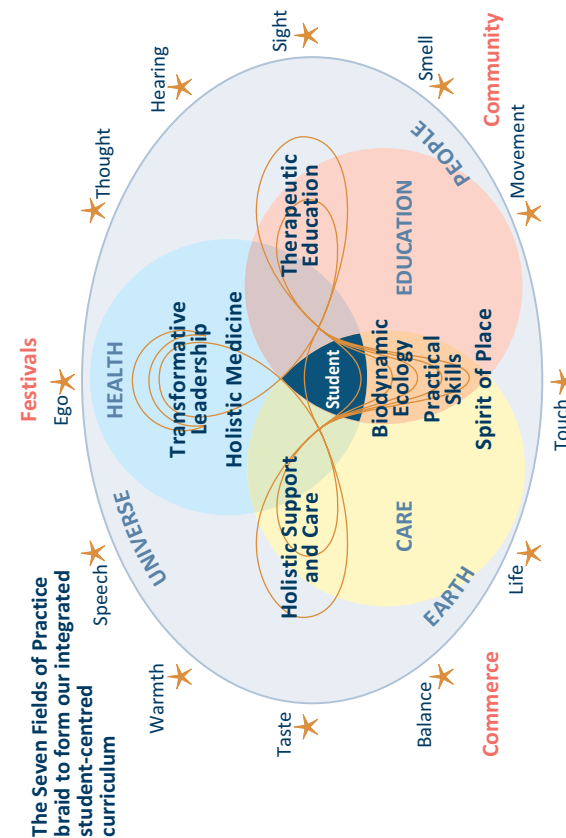 The Seven Fields of Practice
braid to form our integrated
student-centred
curriculum
Festivals
Ego
Speech
Thought
Warmth
Hearing
Taste
Sight
Balance
Smell
Life
Movement
Touch
Commerce
Community
UNIVERSE
HEALTH
Transformative
Leadership
Holistic Medicine
Holistic Support
and Care
Therapeutic
Education
Student
Biodynamic
Ecology
Practical
Skills
Spirit of Place
CARE
EDUCATION
EARTH
PEOPLE